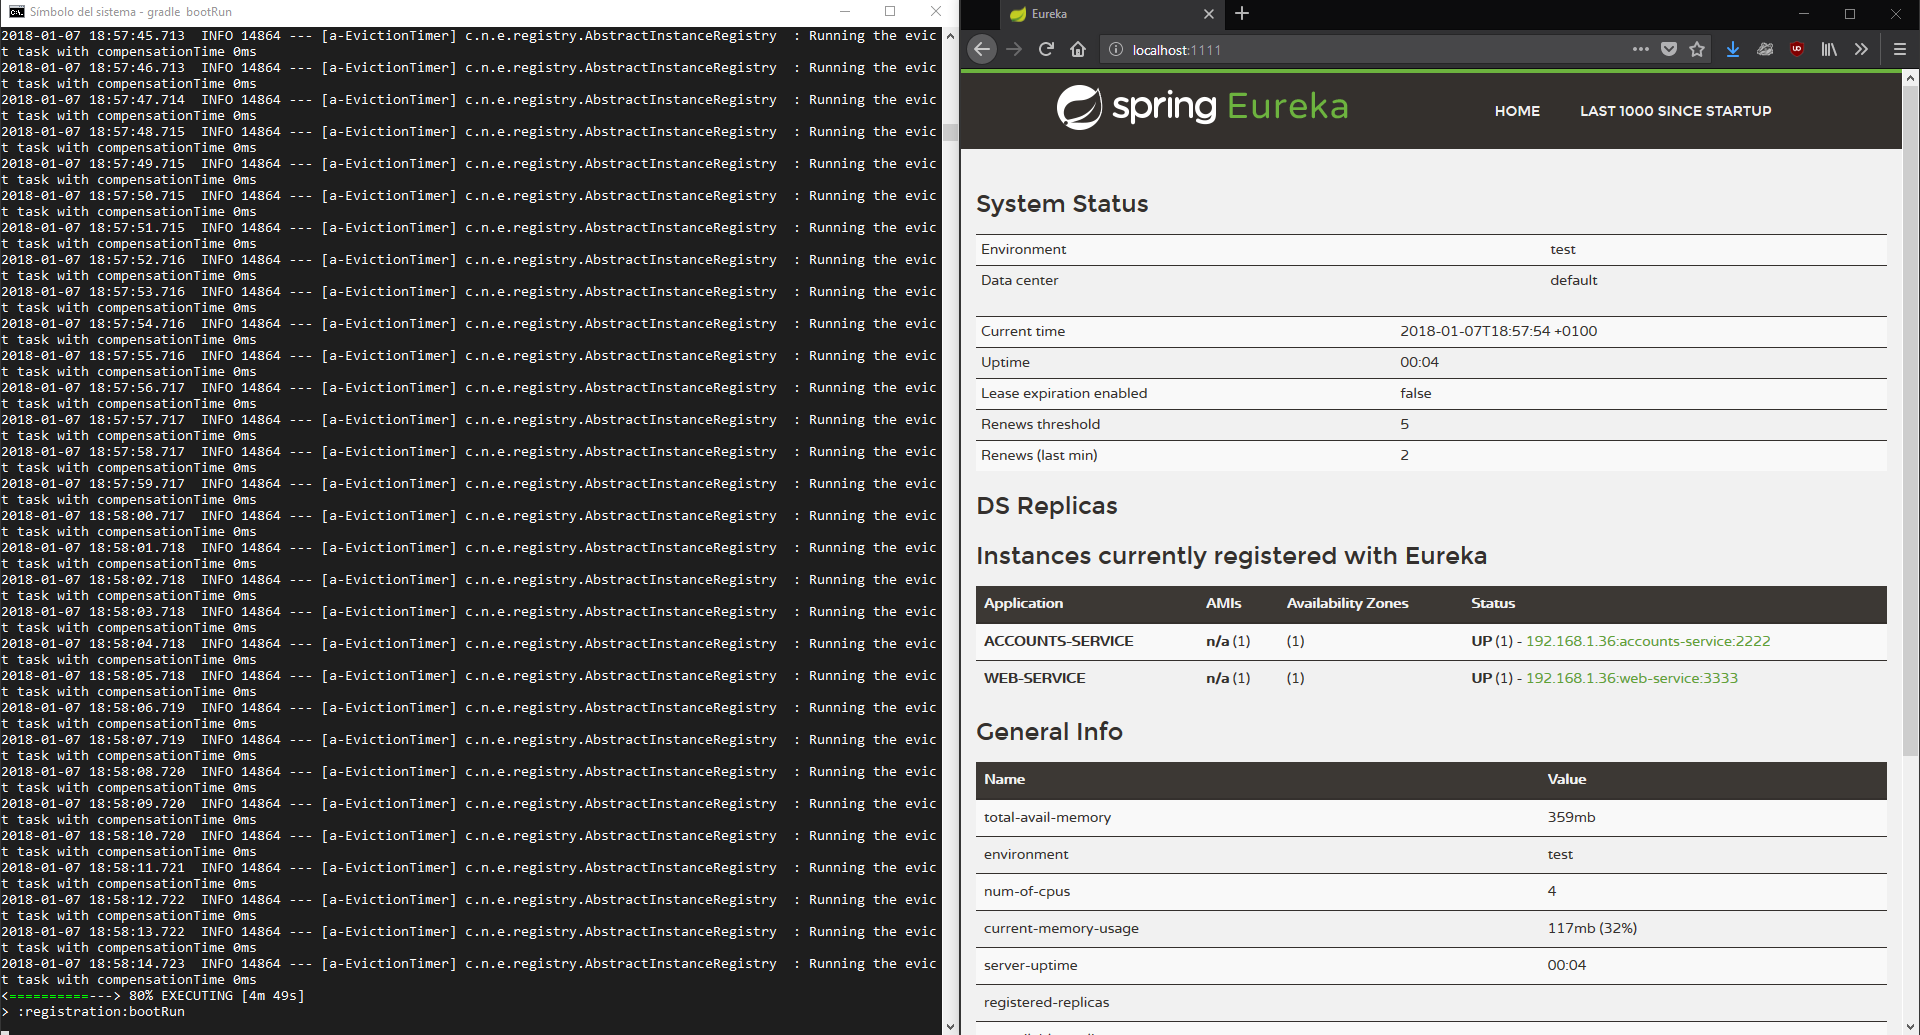 Símbolo del sistema - gradle  bootRun
2018-01-07 18:57:45.713  INFO 14864 --- [a-EvictionTimer] c.n.e.registry.AbstractInstanceRegistry  : Running the evic
t task with compensationTime 0ms
2018-01-07 18:57:46.713  INFO 14864 --- [a-EvictionTimer] c.n.e.registry.AbstractInstanceRegistry  : Running the evic
t task with compensationTime 0ms
2018-01-07 18:57:47.714  INFO 14864 --- [a-EvictionTimer] c.n.e.registry.AbstractInstanceRegistry  : Running the evic
t task with compensationTime 0ms
2018-01-07 18:57:48.715  INFO 14864 --- [a-EvictionTimer] c.n.e.registry.AbstractInstanceRegistry  : Running the evic
t task with compensationTime 0ms
2018-01-07 18:57:49.715  INFO 14864 --- [a-EvictionTimer] c.n.e.registry.AbstractInstanceRegistry  : Running the evic
t task with compensationTime 0ms
2018-01-07 18:57:50.715  INFO 14864 --- [a-EvictionTimer] c.n.e.registry.AbstractInstanceRegistry  : Running the evic
t task with compensationTime 0ms
2018-01-07 18:57:51.715  INFO 14864 --- [a-EvictionTimer] c.n.e.registry.AbstractInstanceRegistry  : Running the evic
t task with compensationTime 0ms
2018-01-07 18:57:52.716  INFO 14864 --- [a-EvictionTimer] c.n.e.registry.AbstractInstanceRegistry  : Running the evic
t task with compensationTime 0ms
2018-01-07 18:57:53.716  INFO 14864 --- [a-EvictionTimer] c.n.e.registry.AbstractInstanceRegistry  : Running the evic
t task with compensationTime 0ms
2018-01-07 18:57:54.716  INFO 14864 --- [a-EvictionTimer] c.n.e.registry.AbstractInstanceRegistry  : Running the evic
t task with compensationTime 0ms
2018-01-07 18:57:55.716  INFO 14864 --- [a-EvictionTimer] c.n.e.registry.AbstractInstanceRegistry  : Running the evic
t task with compensationTime 0ms
2018-01-07 18:57:56.717  INFO 14864 --- [a-EvictionTimer] c.n.e.registry.AbstractInstanceRegistry  : Running the evic
t task with compensationTime 0ms
2018-01-07 18:57:57.717  INFO 14864 --- [a-EvictionTimer] c.n.e.registry.AbstractInstanceRegistry  : Running the evic
t task with compensationTime 0ms
2018-01-07 18:57:58.717  INFO 14864 --- [a-EvictionTimer] c.n.e.registry.AbstractInstanceRegistry  : Running the evic
t task with compensationTime 0ms
2018-01-07 18:57:59.717  INFO 14864 --- [a-EvictionTimer] c.n.e.registry.AbstractInstanceRegistry  : Running the evic
t task with compensationTime 0ms
2018-01-07 18:58:00.717  INFO 14864 --- [a-EvictionTimer] c.n.e.registry.AbstractInstanceRegistry  : Running the evic
t task with compensationTime 0ms
2018-01-07 18:58:01.718  INFO 14864 --- [a-EvictionTimer] c.n.e.registry.AbstractInstanceRegistry  : Running the evic
t task with compensationTime 0ms
2018-01-07 18:58:02.718  INFO 14864 --- [a-EvictionTimer] c.n.e.registry.AbstractInstanceRegistry  : Running the evic
t task with compensationTime 0ms
2018-01-07 18:58:03.718  INFO 14864 --- [a-EvictionTimer] c.n.e.registry.AbstractInstanceRegistry  : Running the evic
t task with compensationTime 0ms
2018-01-07 18:58:04.718  INFO 14864 --- [a-EvictionTimer] c.n.e.registry.AbstractInstanceRegistry  : Running the evic
t task with compensationTime 0ms
2018-01-07 18:58:05.718  INFO 14864 --- [a-EvictionTimer] c.n.e.registry.AbstractInstanceRegistry  : Running the evic
t task with compensationTime 0ms
2018-01-07 18:58:06.719  INFO 14864 --- [a-EvictionTimer] c.n.e.registry.AbstractInstanceRegistry  : Running the evic
t task with compensationTime 0ms
2018-01-07 18:58:07.719  INFO 14864 --- [a-EvictionTimer] c.n.e.registry.AbstractInstanceRegistry  : Running the evic
t task with compensationTime 0ms
2018-01-07 18:58:08.720  INFO 14864 --- [a-EvictionTimer] c.n.e.registry.AbstractInstanceRegistry  : Running the evic
t task with compensationTime 0ms
2018-01-07 18:58:09.720  INFO 14864 --- [a-EvictionTimer] c.n.e.registry.AbstractInstanceRegistry  : Running the evic
t task with compensationTime 0ms
2018-01-07 18:58:10.720  INFO 14864 --- [a-EvictionTimer] c.n.e.registry.AbstractInstanceRegistry  : Running the evic
t task with compensationTime 0ms
2018-01-07 18:58:11.721  INFO 14864 --- [a-EvictionTimer] c.n.e.registry.AbstractInstanceRegistry  : Running the evic
t task with compensationTime 0ms
2018-01-07 18:58:12.722  INFO 14864 --- [a-EvictionTimer] c.n.e.registry.AbstractInstanceRegistry  : Running the evic
t task with compensationTime 0ms
2018-01-07 18:58:13.722  INFO 14864 --- [a-EvictionTimer] c.n.e.registry.AbstractInstanceRegistry  : Running the evic
t task with compensationTime 0ms
2018-01-07 18:58:14.723  INFO 14864 --- [a-EvictionTimer] c.n.e.registry.AbstractInstanceRegistry  : Running the evic
t task with compensationTime 0ms
<==========---> 80% EXECUTING [4m 49s]
> :registration:bootRun
Eureka
localhost:1111
spring Eureka
HOME LAST 1000 SINCE STARTUP
System Status
Environment test
Data center default
Current time 2018-01-07T18:57:54 +0100
Uptime 00:04
Lease expiration enabled false
Renews threshold 5
Renews (last min) 2
DS Replicas
Instances currently registered with Eureka
Application AMIs Availability Zones Status
ACCOUNTS-SERVICE n/a (1) (1) UP (1) - 192.168.1.36:accounts-service:2222
WEB-SERVICE n/a (1) (1) UP (1) - 192.168.1.36:web-service:3333
General Info
Name Value
total-avail-memory 359mb
environment test
num-of-cpus 4
current-memory-usage 117mb (32%)
server-uptime 00:04
registered-replicas